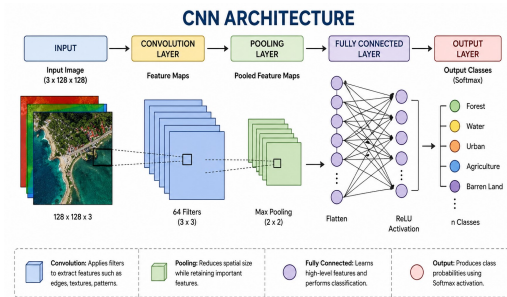 CNN ARCHITECTURE
INPUT
CONVOLUTION
LAYER
POOLING
LAYER
FULLY CONNECTED
LAYER
OUTPUT
LAYER
Input Image
(3 x 128 x 128)
Feature Maps
Pooled Feature Maps
Output Classes
(Softmax)
Forest
Water
Urban
Agriculture
Barren Land
n Classes
128 x 128 x 3
64 Filters
(3 x 3)
Max Pooling
(2 x 2)
Flatten
ReLU
Activation
Convolution: Applies filters
to extract features such as
edges, textures, patterns.
Pooling: Reduces spatial size
while retaining important
features.
Fully Connected: Learns
high-level features and
performs classification.
Output: Produces class
probabilities using
Softmax activation.